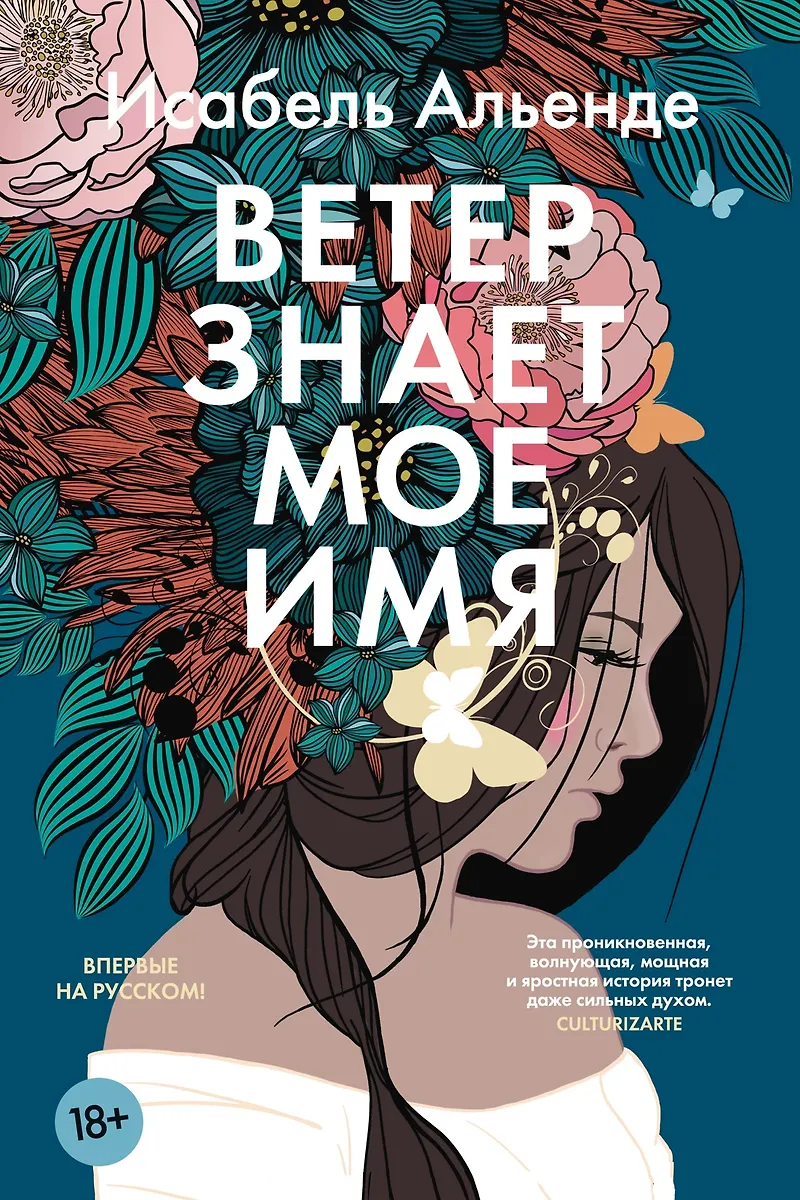 Исабель Альенде
ВЕТЕР
ЗНАЕТ
МОЕ
ИМЯ
ВПЕРВЫЕ
НА РУССКОМ!
Эта проникновенная,
волнующая, мощная
и яростная история тронет
даже сильных духом.
CULTURIZARTE
18+